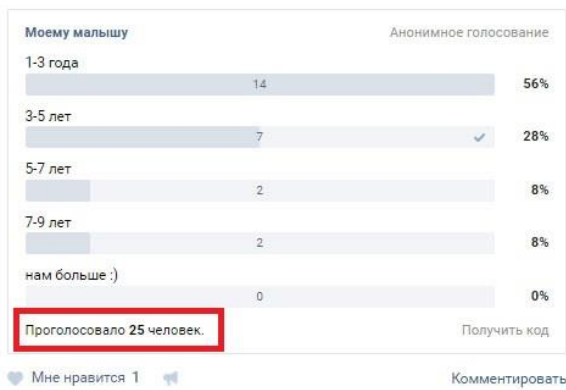 Моему малышу Анонимное голосование
1-3 года
14 56%
3-5 лет
7 28%
5-7 лет
2 8%
7-9 лет
2 8%
нам больше :)
0 0%
Проголосовало 25 человек. Получить код
Мне нравится 1 Комментировать